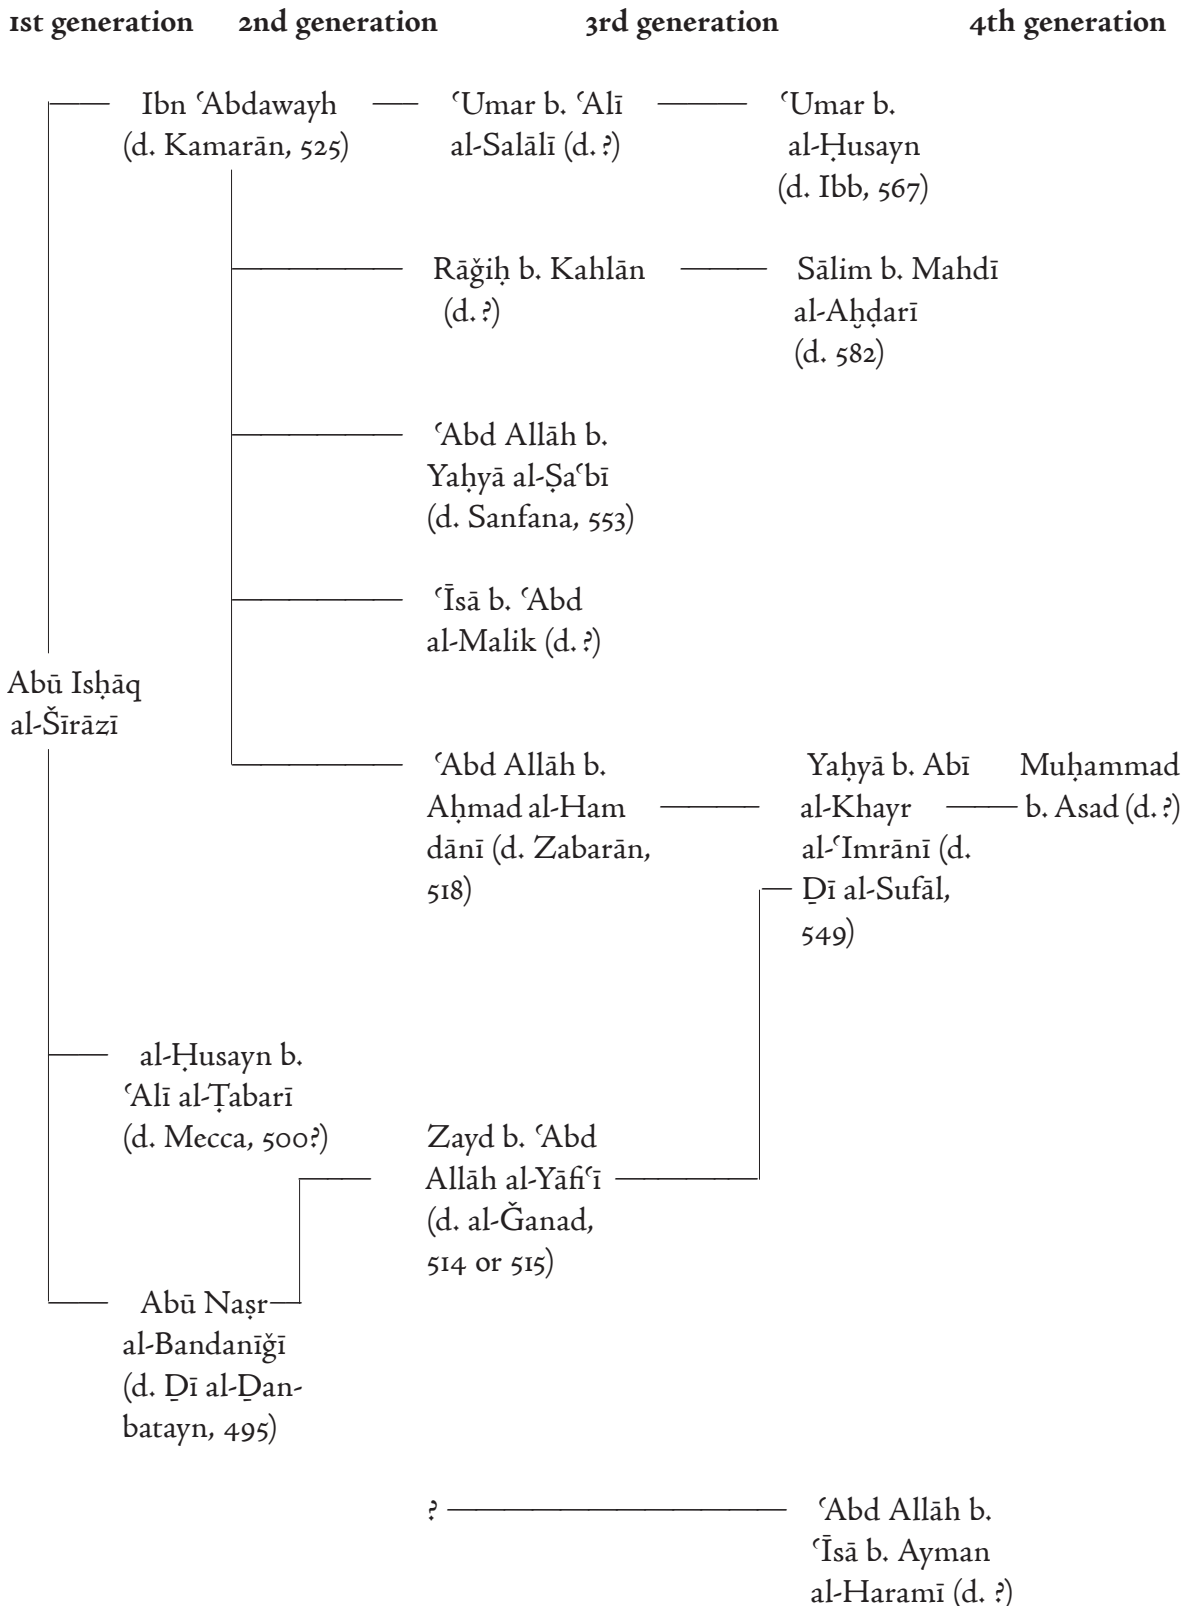 1st generation 2nd generation 3rd generation 4th generation
Ibn ʿAbdawayh ʿUmar b. ʿAlī ʿUmar b.
(d. Kamarān, 525) al-Salālī (d. ?) al-Ḥusayn
(d. Ibb, 567)
Rāǧiḥ b. Kahlān Sālim b. Mahdī
(d. ?) al-Aḫḍarī
(d. 582)
ʿAbd Allāh b.
Yaḥyā al-Ṣaʿbī
(d. Sanfana, 553)
ʿĪsā b. ʿAbd
al-Malik (d. ?)
Abū Isḥāq
al-Šīrāzī
ʿAbd Allāh b. Yaḥyā b. Abī Muḥammad
Aḥmad al-Ham al-Khayr b. Asad (d. ?)
dānī (d. Zabarān, al-ʿImrānī (d.
518) Ḏī al-Sufāl,
549)
al-Ḥusayn b.
ʿAlī al-Ṭabarī
(d. Mecca, 500?) Zayd b. ʿAbd
Allāh al-Yāfiʿī
(d. al-Ǧanad,
514 or 515)
Abū Naṣr
al-Bandanīǧī
(d. Ḏī al-Ḏan-
batayn, 495)
? ʿAbd Allāh b.
ʿĪsā b. Ayman
al-Haramī (d. ?)